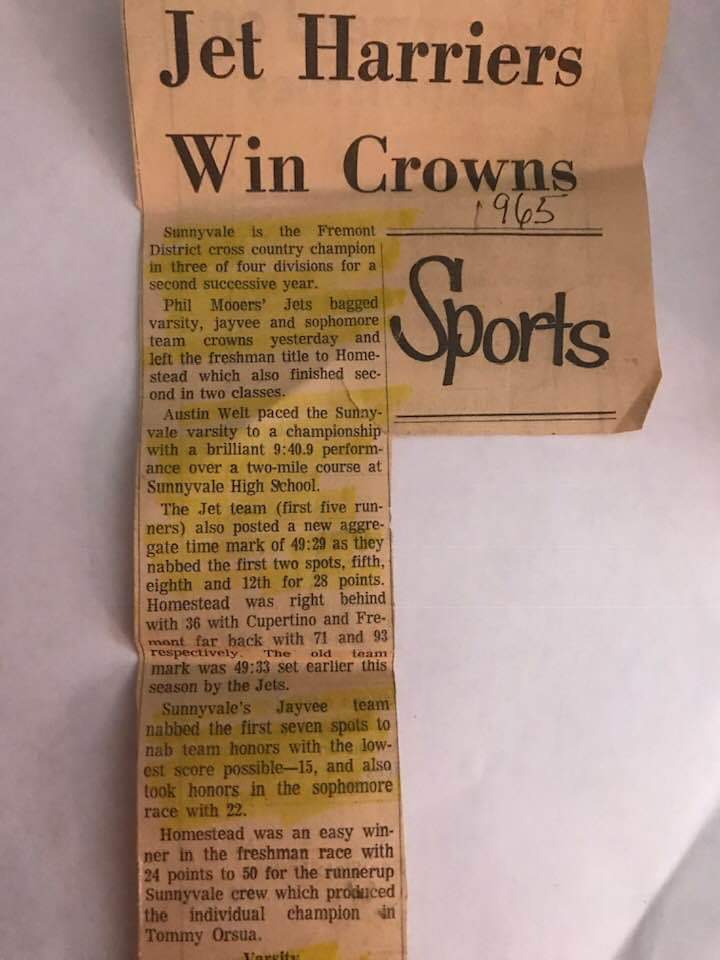 Jet Harriers
Win Crowns
1965
Sports
Sunnyvale is the Fremont
District cross country champion
in three of four divisions for a
second successive year.
Phil Mooers' Jets bagged
varsity, jayvee and sophomore
team crowns yesterday and
left the freshman title to Home-
stead which also finished sec-
ond in two classes.
Austin Welt paced the Sunny-
vale varsity to a championship
with a brilliant 9:40.9 perform-
ance over a two-mile course at
Sunnyvale High School.
The Jet team (first five run-
ners) also posted a new aggre-
gate time mark of 49:29 as they
nabbed the first two spots, fifth,
eighth and 12th for 28 points.
Homestead was right behind
with 36 with Cupertino and Fre-
mont far back with 71 and 93
respectively. The old team
mark was 49:33 set earlier this
season by the Jets.
Sunnyvale's Jayvee team
nabbed the first seven spots to
nab team honors with the low-
est score possible—15, and also
took honors in the sophomore
race with 22.
Homestead was an easy win-
ner in the freshman race with
24 points to 50 for the runnerup
Sunnyvale crew which produced
the individual champion in
Tommy Orsua.
Varsity